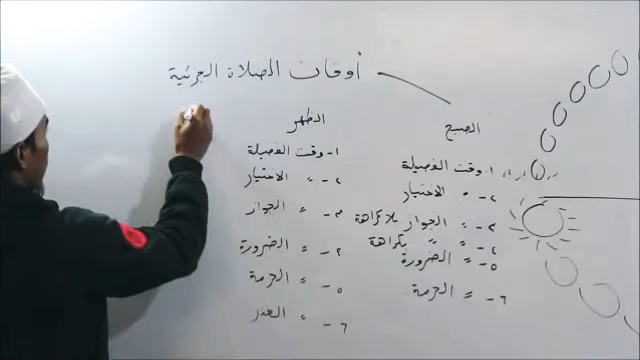 أوقات الصلاة الجزئية
الصبح
١- وقت الفضيلة
٢- " الاختيار
٣- " الجواز بلا كراهة
٤- " " بكراهة
٥- " الضرورة
٦- " الحرمة
الظهر
١- وقت الفضيلة
٢- " الاختيار
٣- " الجواز
٤- " الضرورة
٥- " الحرمة
٦- " العذر